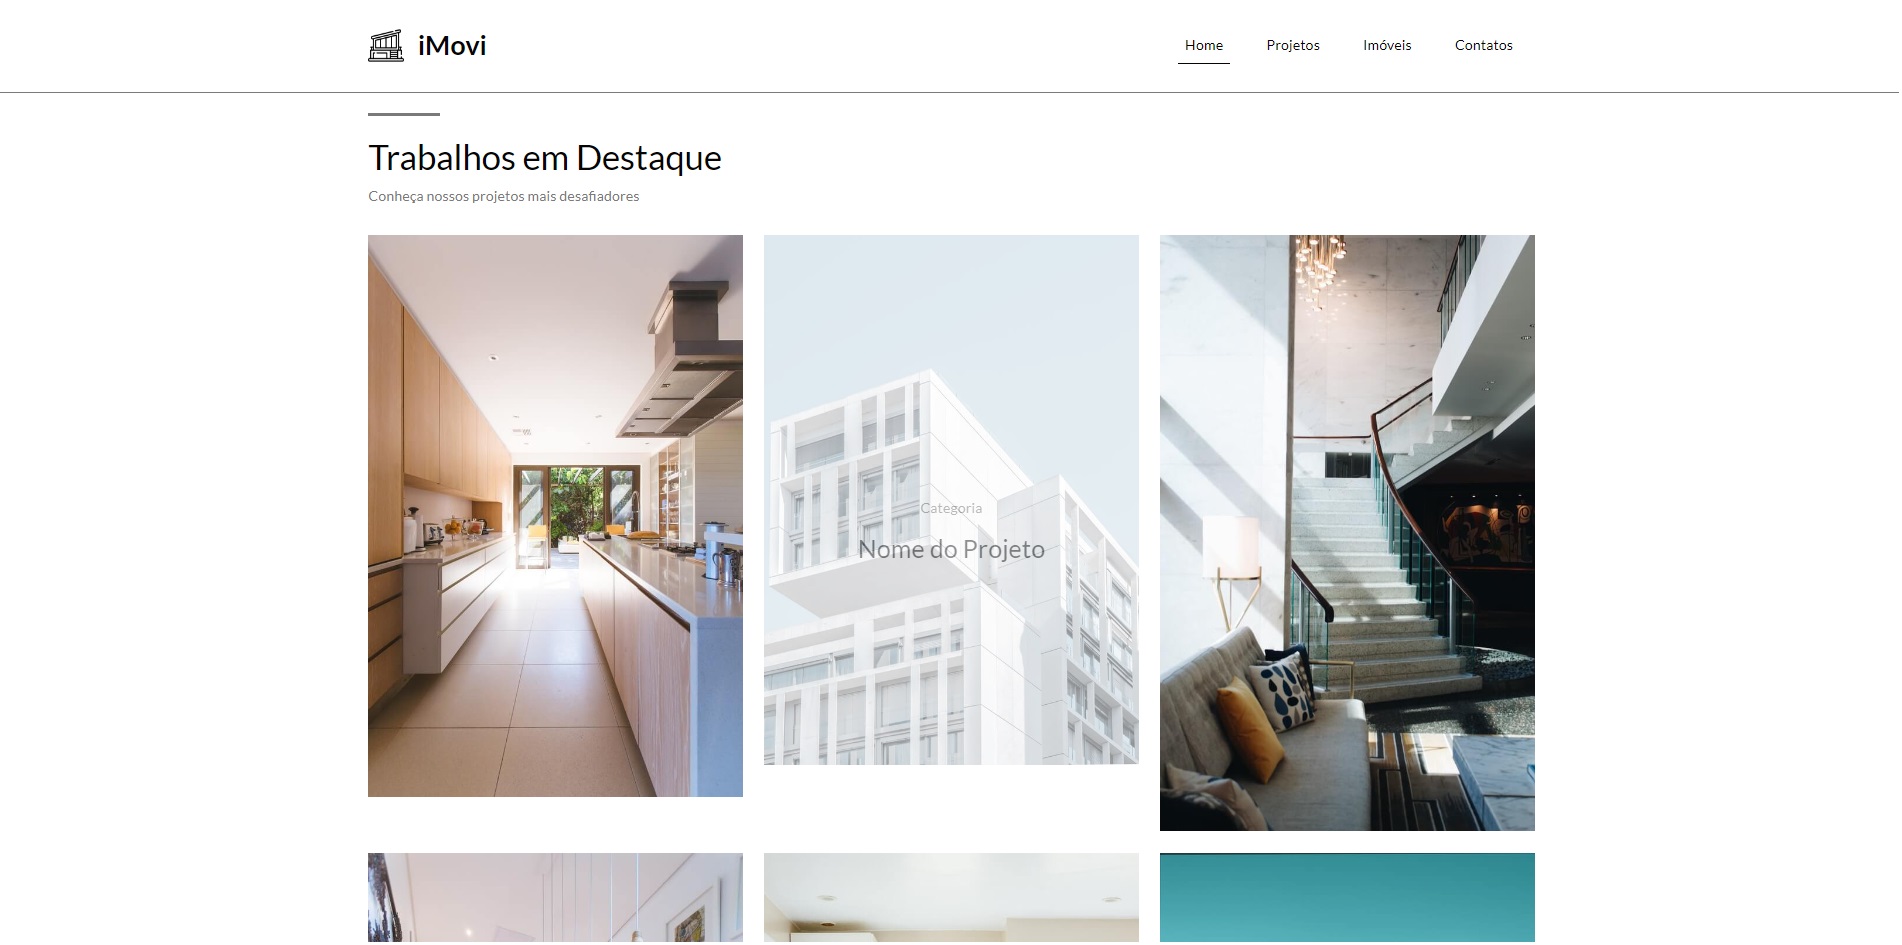 iMovi
Home Projetos Imóveis Contatos
Trabalhos em Destaque
Conheça nossos projetos mais desafiadores
Categoria
Nome do Projeto